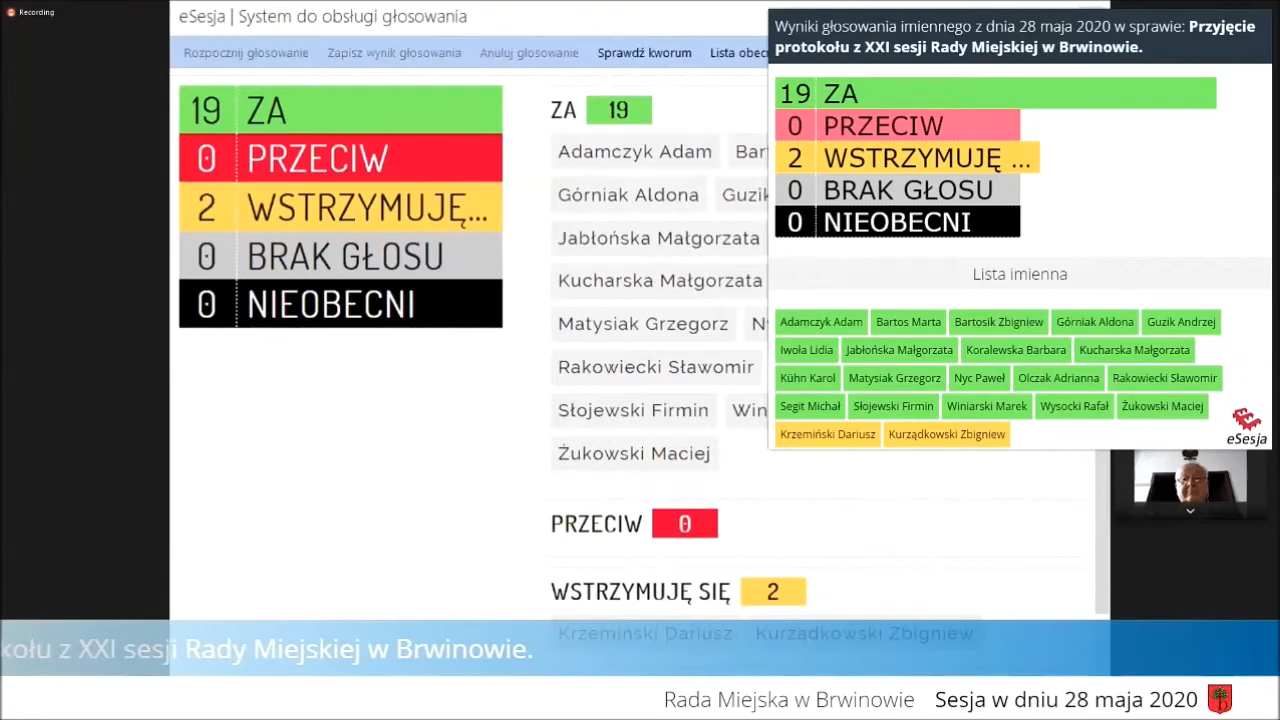 Recording
eSesja | System do obsługi głosowania
Rozpocznij głosowanie Zapisz wynik głosowania Anuluj głosowanie Sprawdź kworum Lista obec
19 ZA
0 PRZECIW
2 WSTRZYMUJĘ...
0 BRAK GŁOSU
0 NIEOBECNI
ZA 19
Adamczyk Adam Bar
Górniak Aldona Guzik
Jabłońska Małgorzata
Kucharska Małgorzata
Matysiak Grzegorz N
Rakowiecki Sławomir
Słojewski Firmin Win
Żukowski Maciej
PRZECIW 0
WSTRZYMUJĘ SIĘ 2
Krzemiński Dariusz Kurządkowski Zbigniew
Wyniki głosowania imiennego z dnia 28 maja 2020 w sprawie: Przyjęcie
protokołu z XXI sesji Rady Miejskiej w Brwinowie.
19 ZA
0 PRZECIW
2 WSTRZYMUJĘ ...
0 BRAK GŁOSU
0 NIEOBECNI
Lista imienna
Adamczyk Adam Bartos Marta Bartosik Zbigniew Górniak Aldona Guzik Andrzej
Iwoła Lidia Jabłońska Małgorzata Koralewska Barbara Kucharska Małgorzata
Kühn Karol Matysiak Grzegorz Nyc Paweł Olczak Adrianna Rakowiecki Sławomir
Segit Michał Słojewski Firmin Winiarski Marek Wysocki Rafał Żukowski Maciej
Krzemiński Dariusz Kurządkowski Zbigniew
eSesja
kołu z XXI sesji Rady Miejskiej w Brwinowie.
Rada Miejska w Brwinowie Sesja w dniu 28 maja 2020